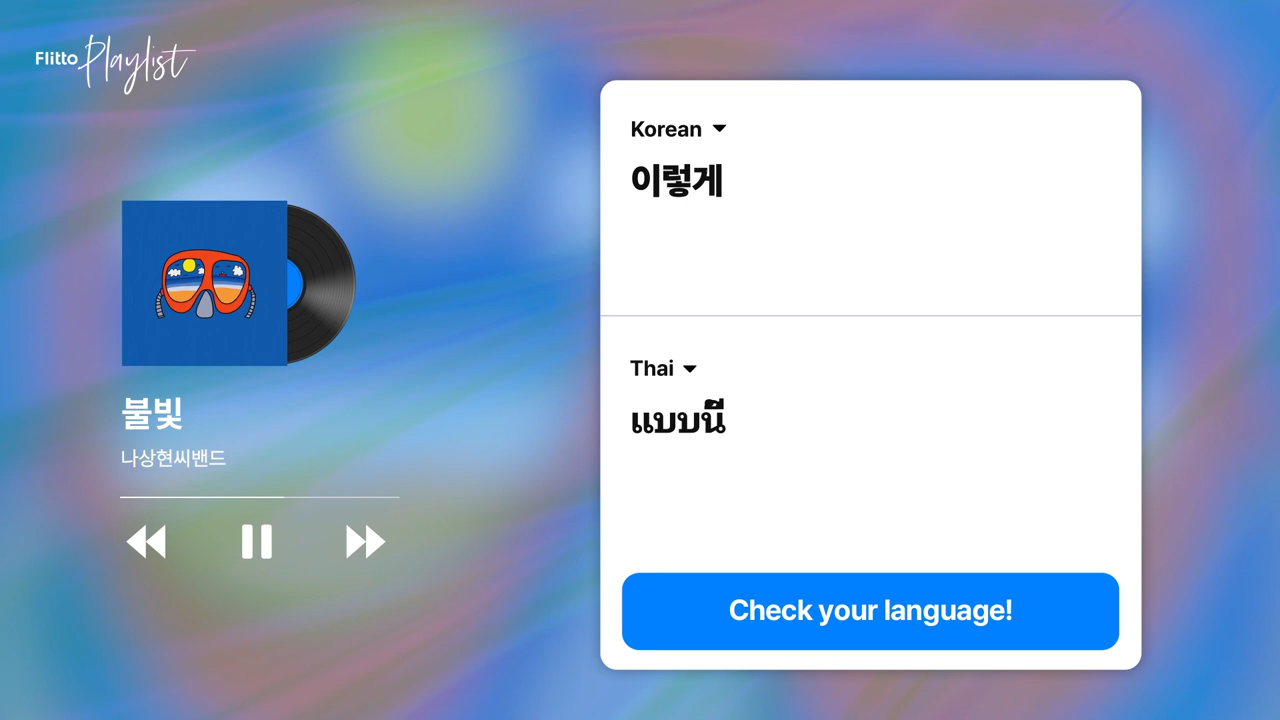 Flitto Playlist
불빛
나상현씨밴드
Korean
이렇게
Thai
แบบนี้
Check your language!